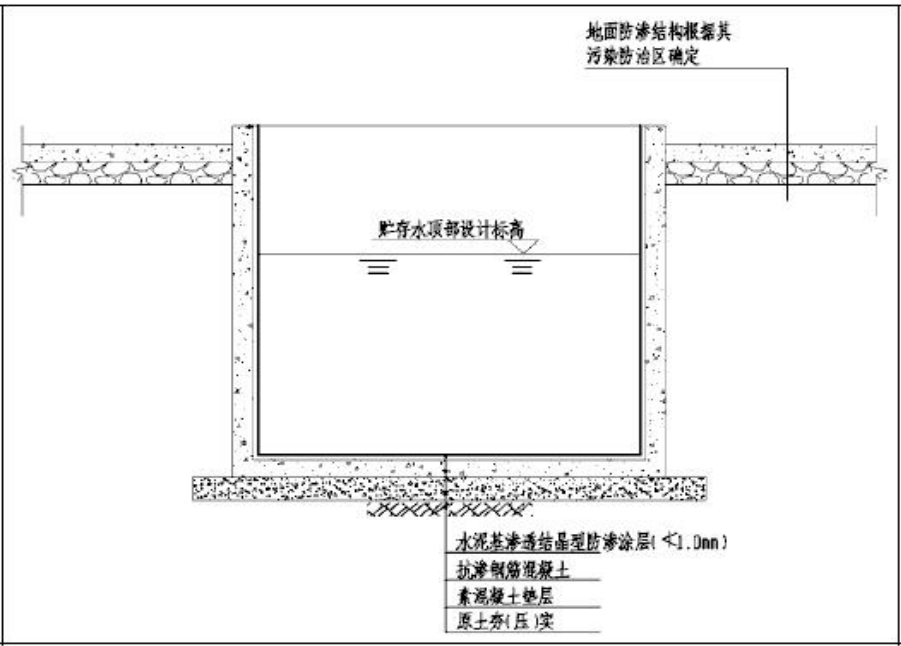 地面防渗结构根据其
污染防治区确定
贮存水顶部设计标高
水泥基渗透结晶型防渗涂层(≮1.0mm)
抗渗钢筋混凝土
素混凝土垫层
原土夯(压)实